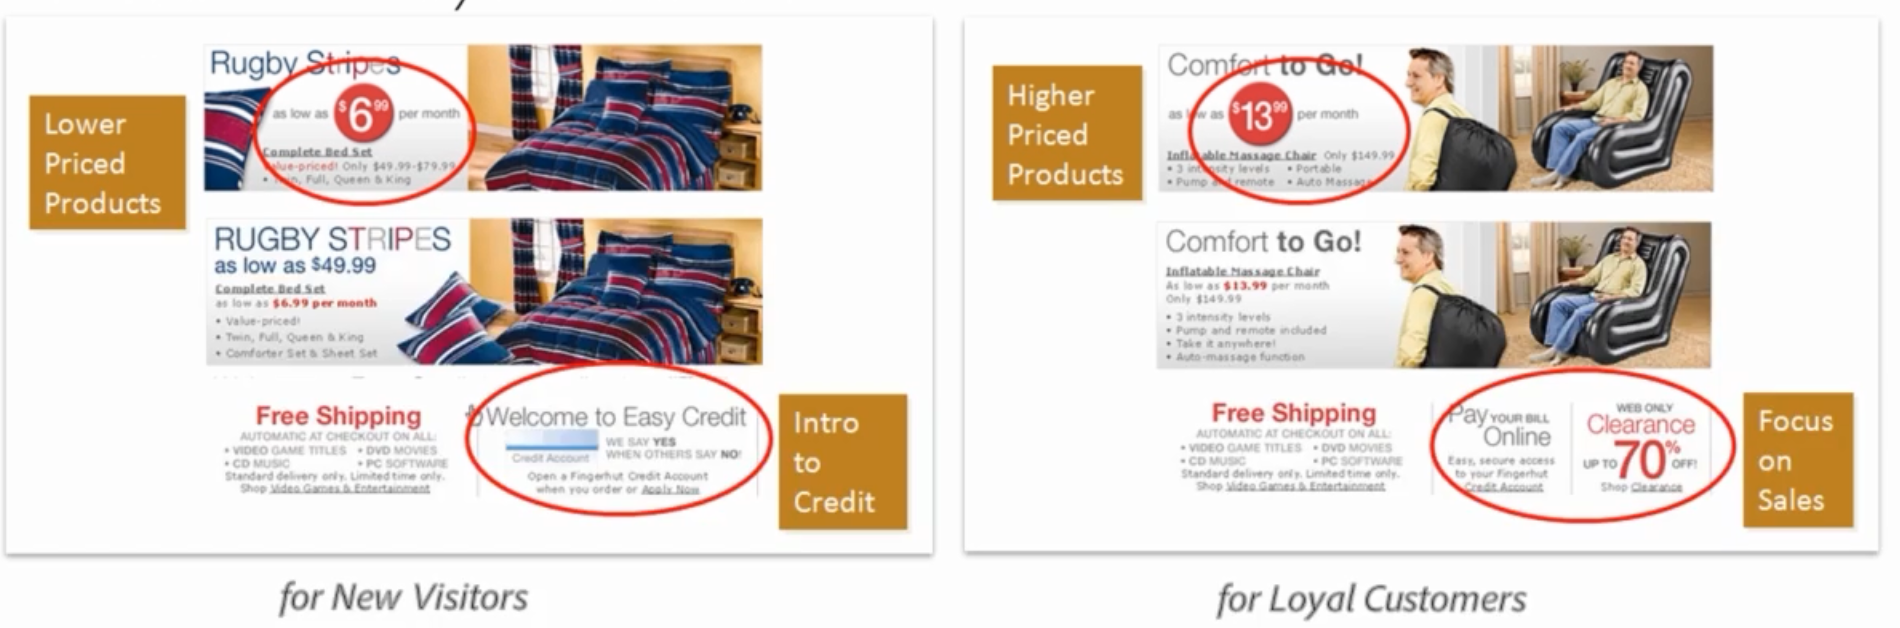 Lower
Priced
Products
Rugby Stripes
as low as $6.99 per month
Complete Bed Set
Value-priced! Only $49.99-$79.99
• Twin, Full, Queen & King
RUGBY STRIPES
as low as $49.99
Complete Bed Set
as low as $6.99 per month
• Value-priced!
• Twin, Full, Queen & King
• Comforter Set & Sheet Set
Free Shipping
AUTOMATIC AT CHECKOUT ON ALL:
• VIDEO GAME TITLES • DVD MOVIES
• CD MUSIC • PC SOFTWARE
Standard delivery only. Limited time only.
Shop Video Games & Entertainment
Welcome to Easy Credit
Credit Account
WE SAY YES
WHEN OTHERS SAY NO!
Open a Fingerhut Credit Account
when you order or Apply Now
Intro
to
Credit
for New Visitors
Higher
Priced
Products
Comfort to Go!
as low as $13.99 per month
Inflatable Massage Chair Only $149.99
• 3 intensity levels • Portable
• Pump and remote • Auto Massage
Comfort to Go!
Inflatable Massage Chair
As low as $13.99 per month
Only $149.99
• 3 intensity levels
• Pump and remote included
• Take it anywhere!
• Auto-massage function
Free Shipping
AUTOMATIC AT CHECKOUT ON ALL:
• VIDEO GAME TITLES • DVD MOVIES
• CD MUSIC • PC SOFTWARE
Standard delivery only. Limited time only.
Shop Video Games & Entertainment
Pay YOUR BILL
Online
Easy, secure access
to your Fingerhut
Credit Account
WEB ONLY
Clearance
UP TO 70% OFF!
Shop Clearance
Focus
on
Sales
for Loyal Customers